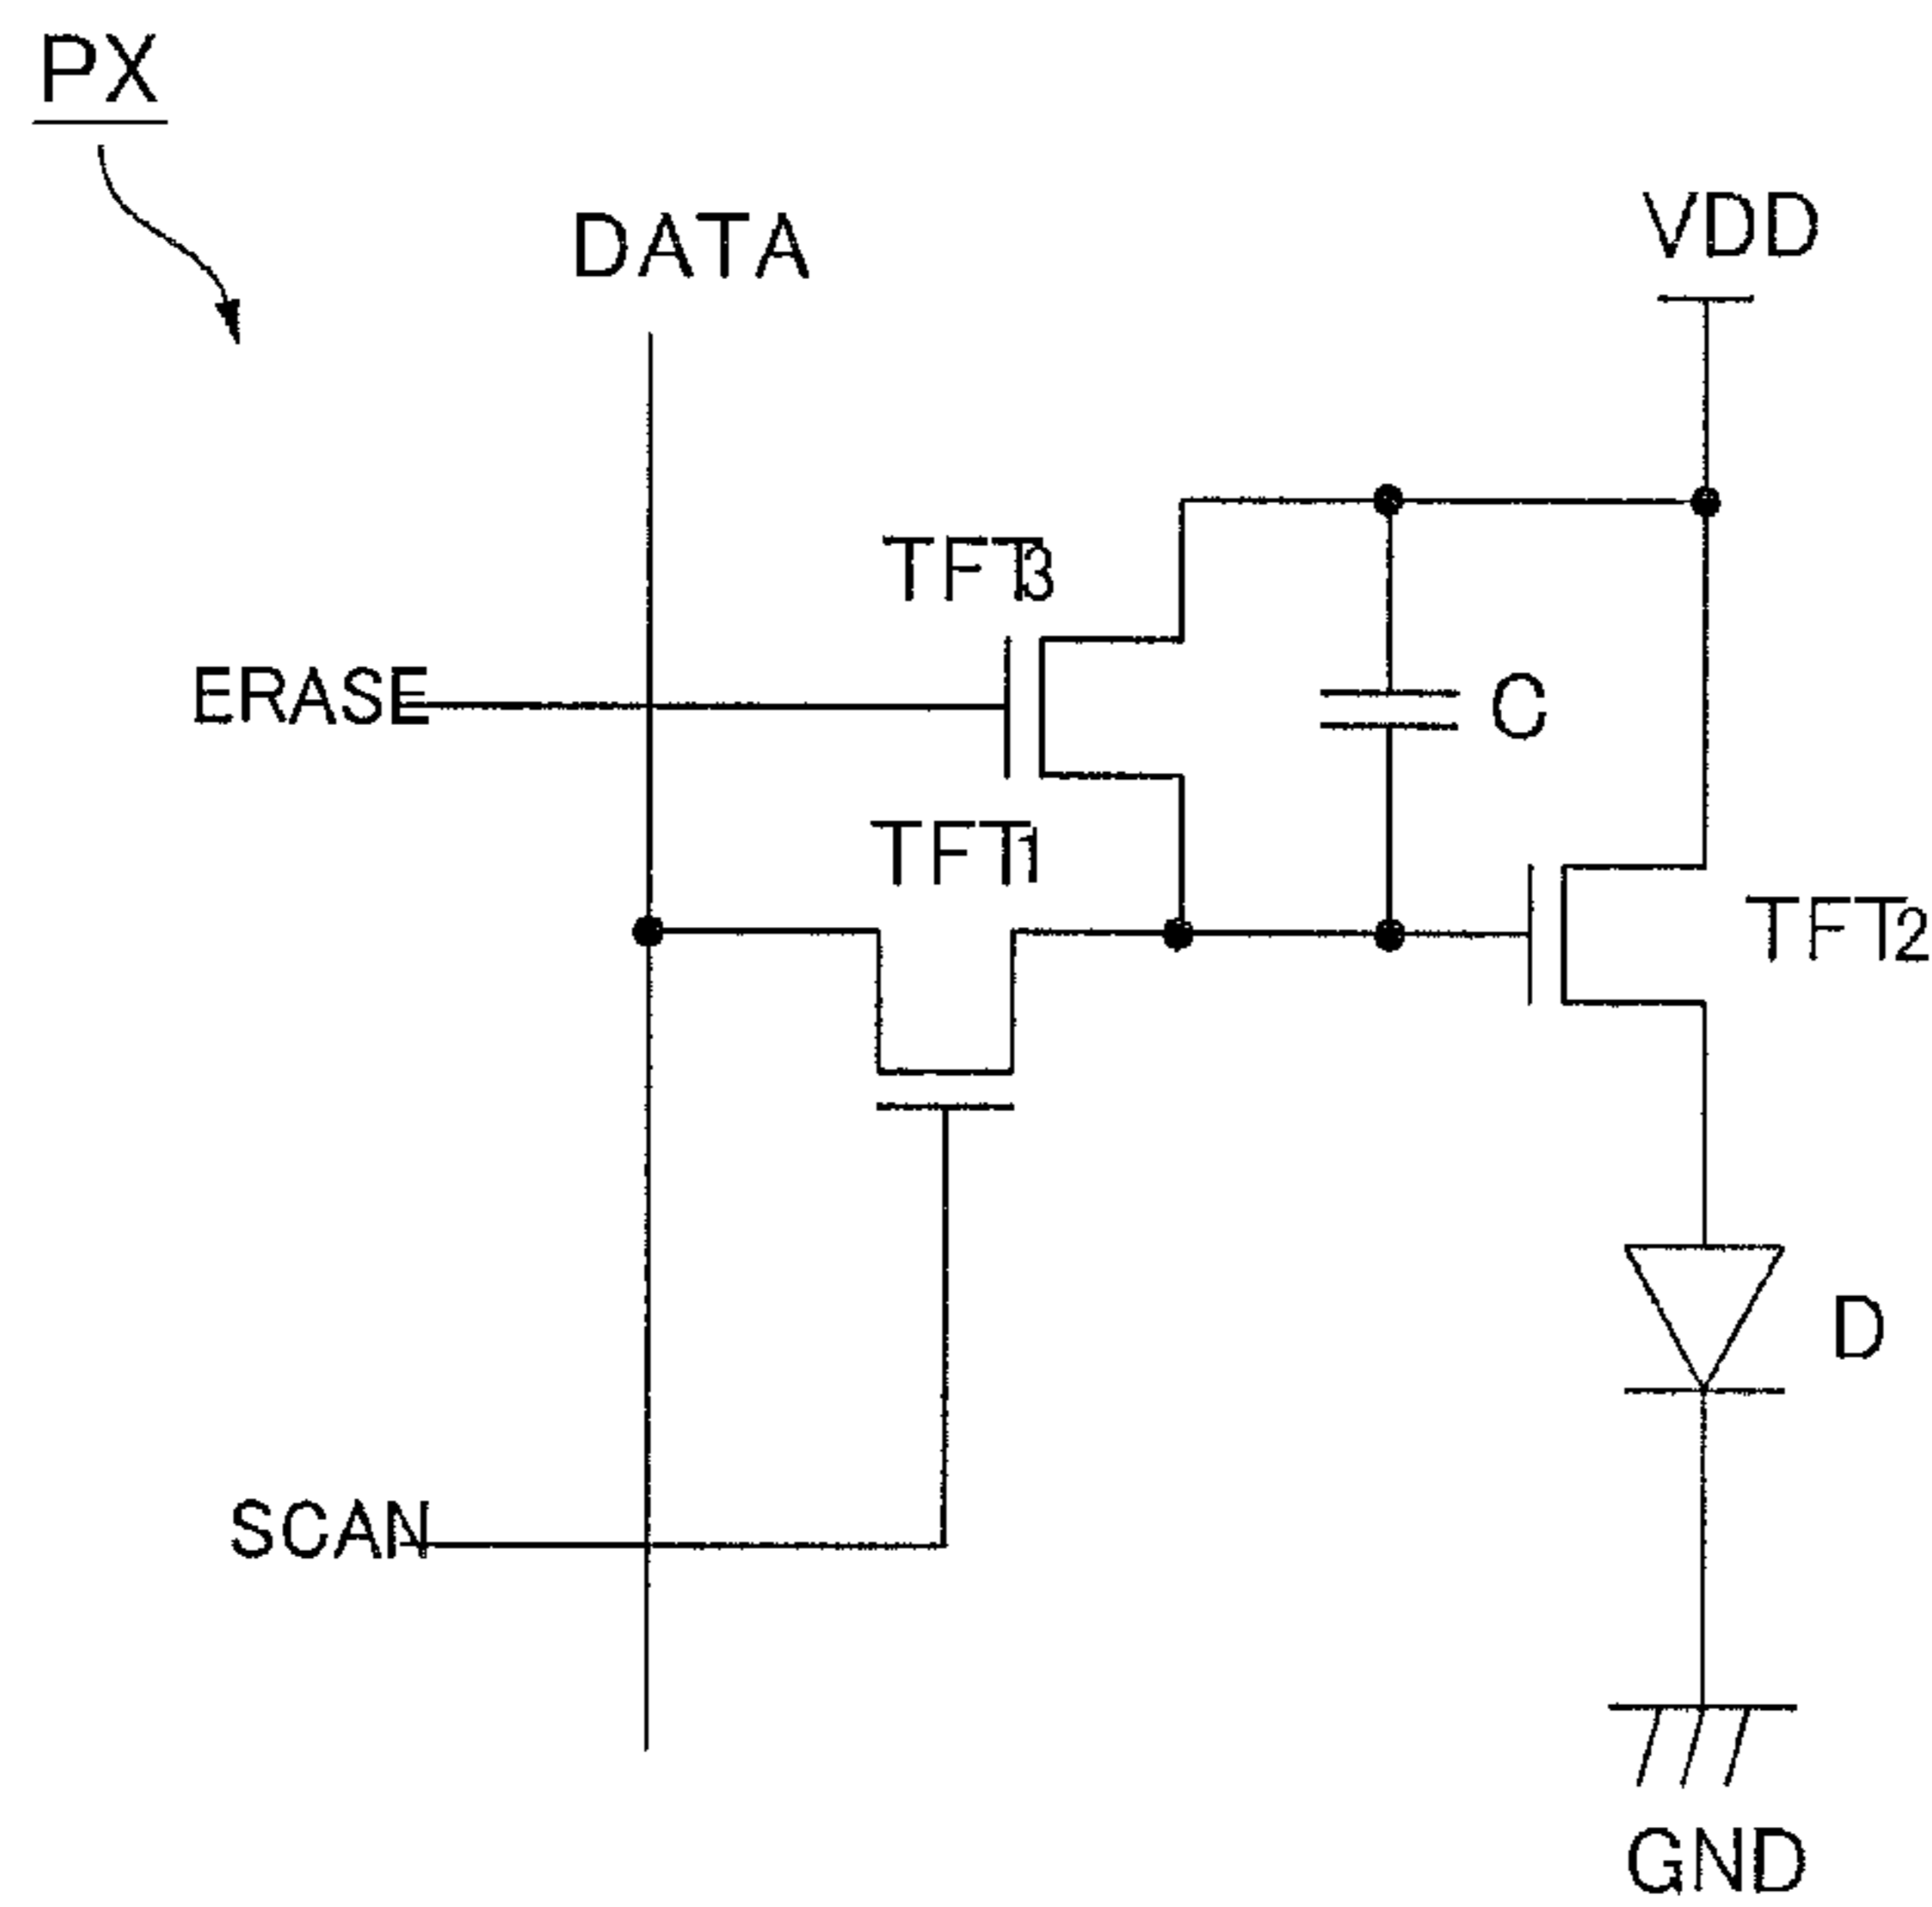 PX
DATA
VDD
TFT3
ERASE
C
TFT1
TFT2
D
SCAN
GND